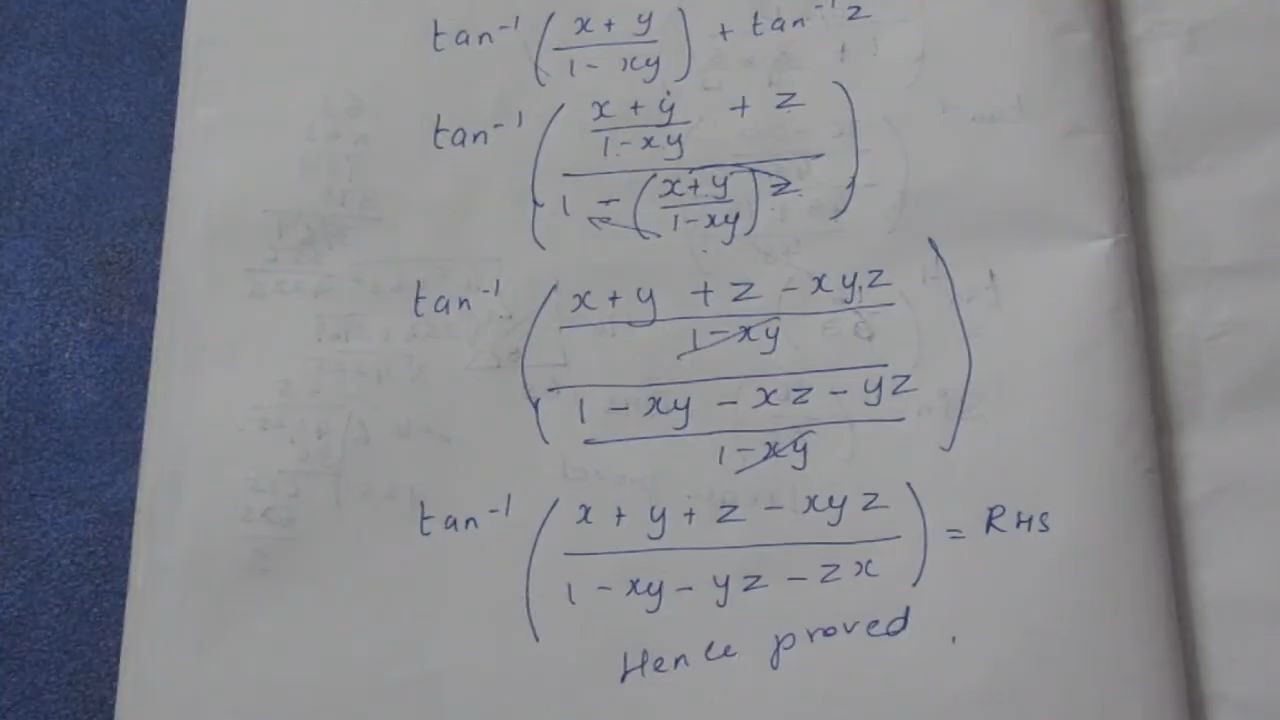 tan⁻¹ ( (x + y)/(1 - xy) ) + tan⁻¹ z
tan⁻¹ ( ( (x + y)/(1 - xy) + z ) / ( 1 - ( (x+y)/(1-xy) ) z ) )
tan⁻¹ ( ( (x + y + z - xyz)/(1-xy) ) / ( (1 - xy - xz - yz)/(1-xy) ) )
tan⁻¹ ( (x + y + z - xyz)/(1 - xy - yz - zx) ) = RHS
Hence proved.